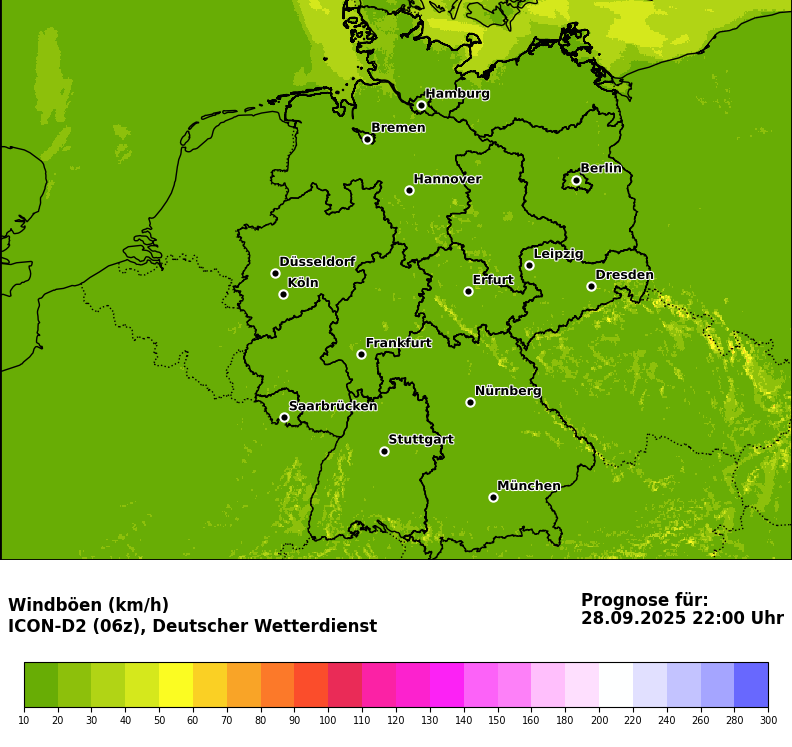 Hamburg
Bremen
Berlin
Hannover
Leipzig
Düsseldorf
Dresden
Erfurt
Köln
Frankfurt
Nürnberg
Saarbrücken
Stuttgart
München
Windböen (km/h)
ICON-D2 (06z), Deutscher Wetterdienst
Prognose für:
28.09.2025 22:00 Uhr
10 20 30 40 50 60 70 80 90 100 110 120 130 140 150 160 180 200 220 240 260 280 300